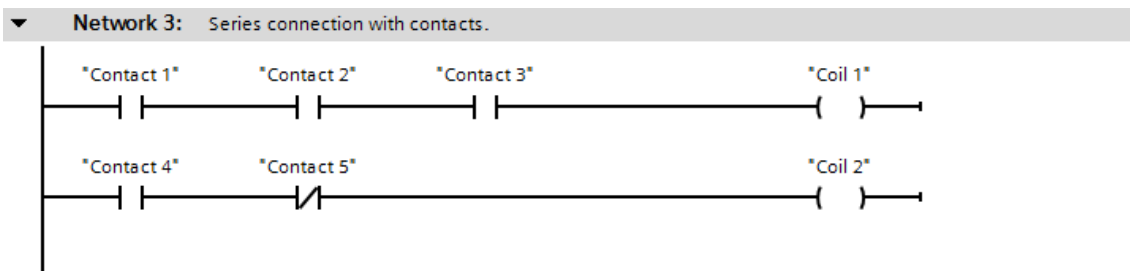 Network 3: Series connection with contacts.
"Contact 1" "Contact 2" "Contact 3" "Coil 1"
"Contact 4" "Contact 5" "Coil 2"